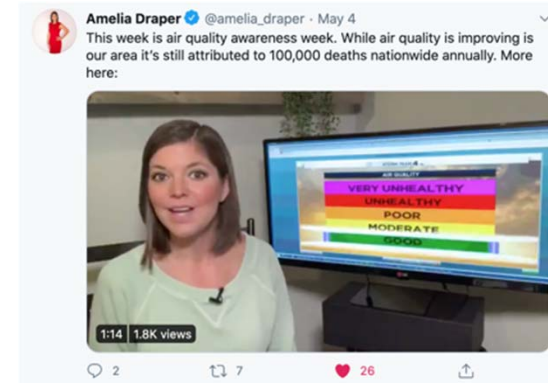 Amelia Draper @amelia_draper · May 4
This week is air quality awareness week. While air quality is improving is
our area it's still attributed to 100,000 deaths nationwide annually. More
here:
AIR QUALITY
VERY UNHEALTHY
UNHEALTHY
POOR
MODERATE
GOOD
1:14 1.8K views
2 7 26